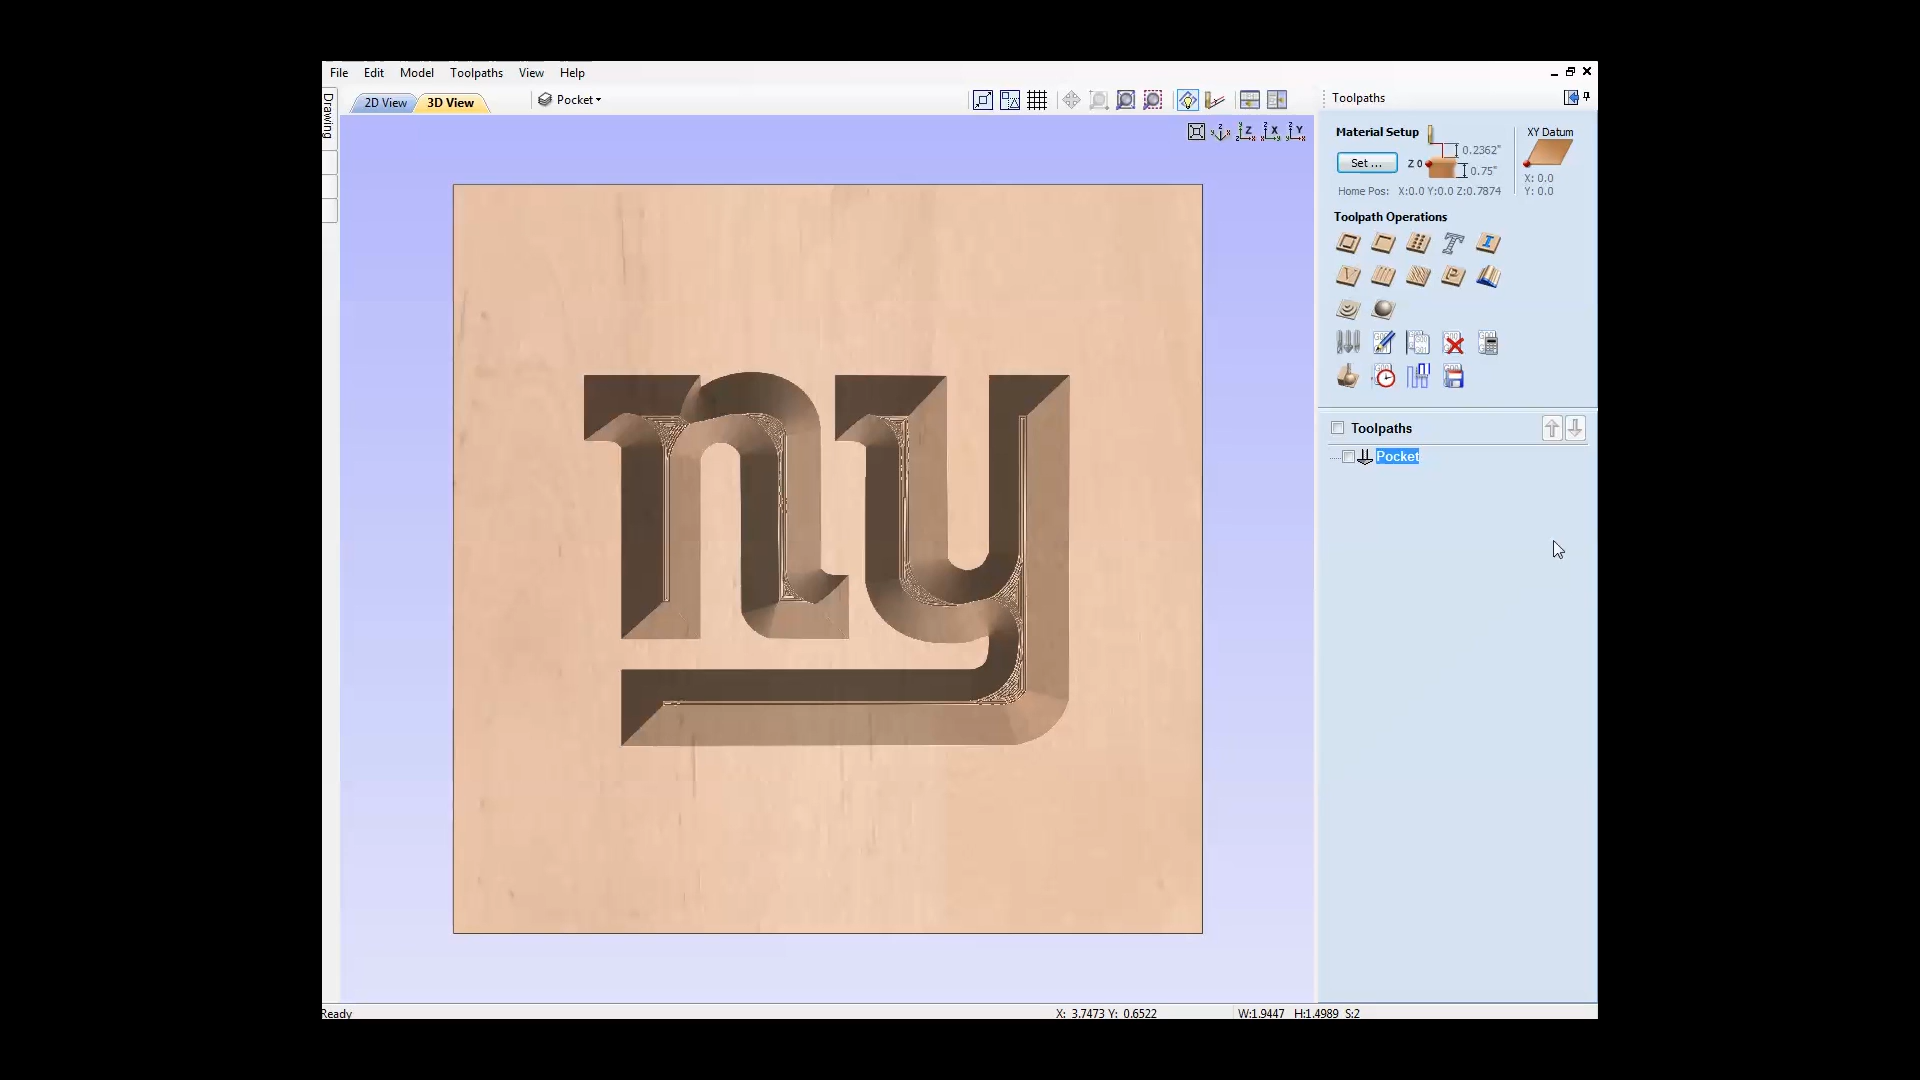 File Edit Model Toolpaths View Help
Drawing
2D View 3D View Pocket
Toolpaths
Material Setup
0.2362"
XY Datum
Set ...
Z 0
0.75"
X: 0.0
Y: 0.0
Home Pos: X:0.0 Y:0.0 Z:0.7874
Toolpath Operations
Toolpaths
Pocket
ny
Ready
X: 3.7473 Y: 0.6522
W:1.9447 H:1.4989 S:2